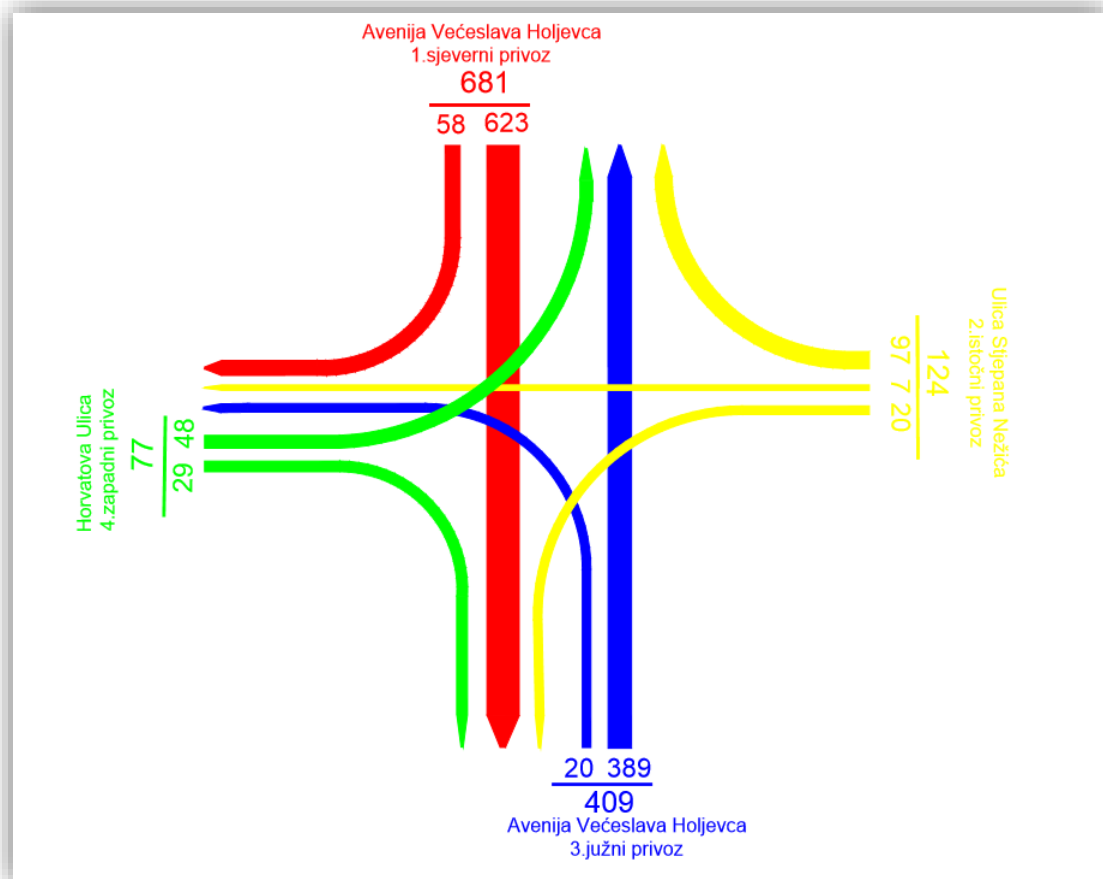 Avenija Većeslava Holjevca
1.sjeverni privoz
681
58 623
Ulica Stjepana Nežića
2.istočni privoz
124
97 7 20
Horvatova Ulica
4.zapadni privoz
77
29 48
20 389
409
Avenija Većeslava Holjevca
3.južni privoz